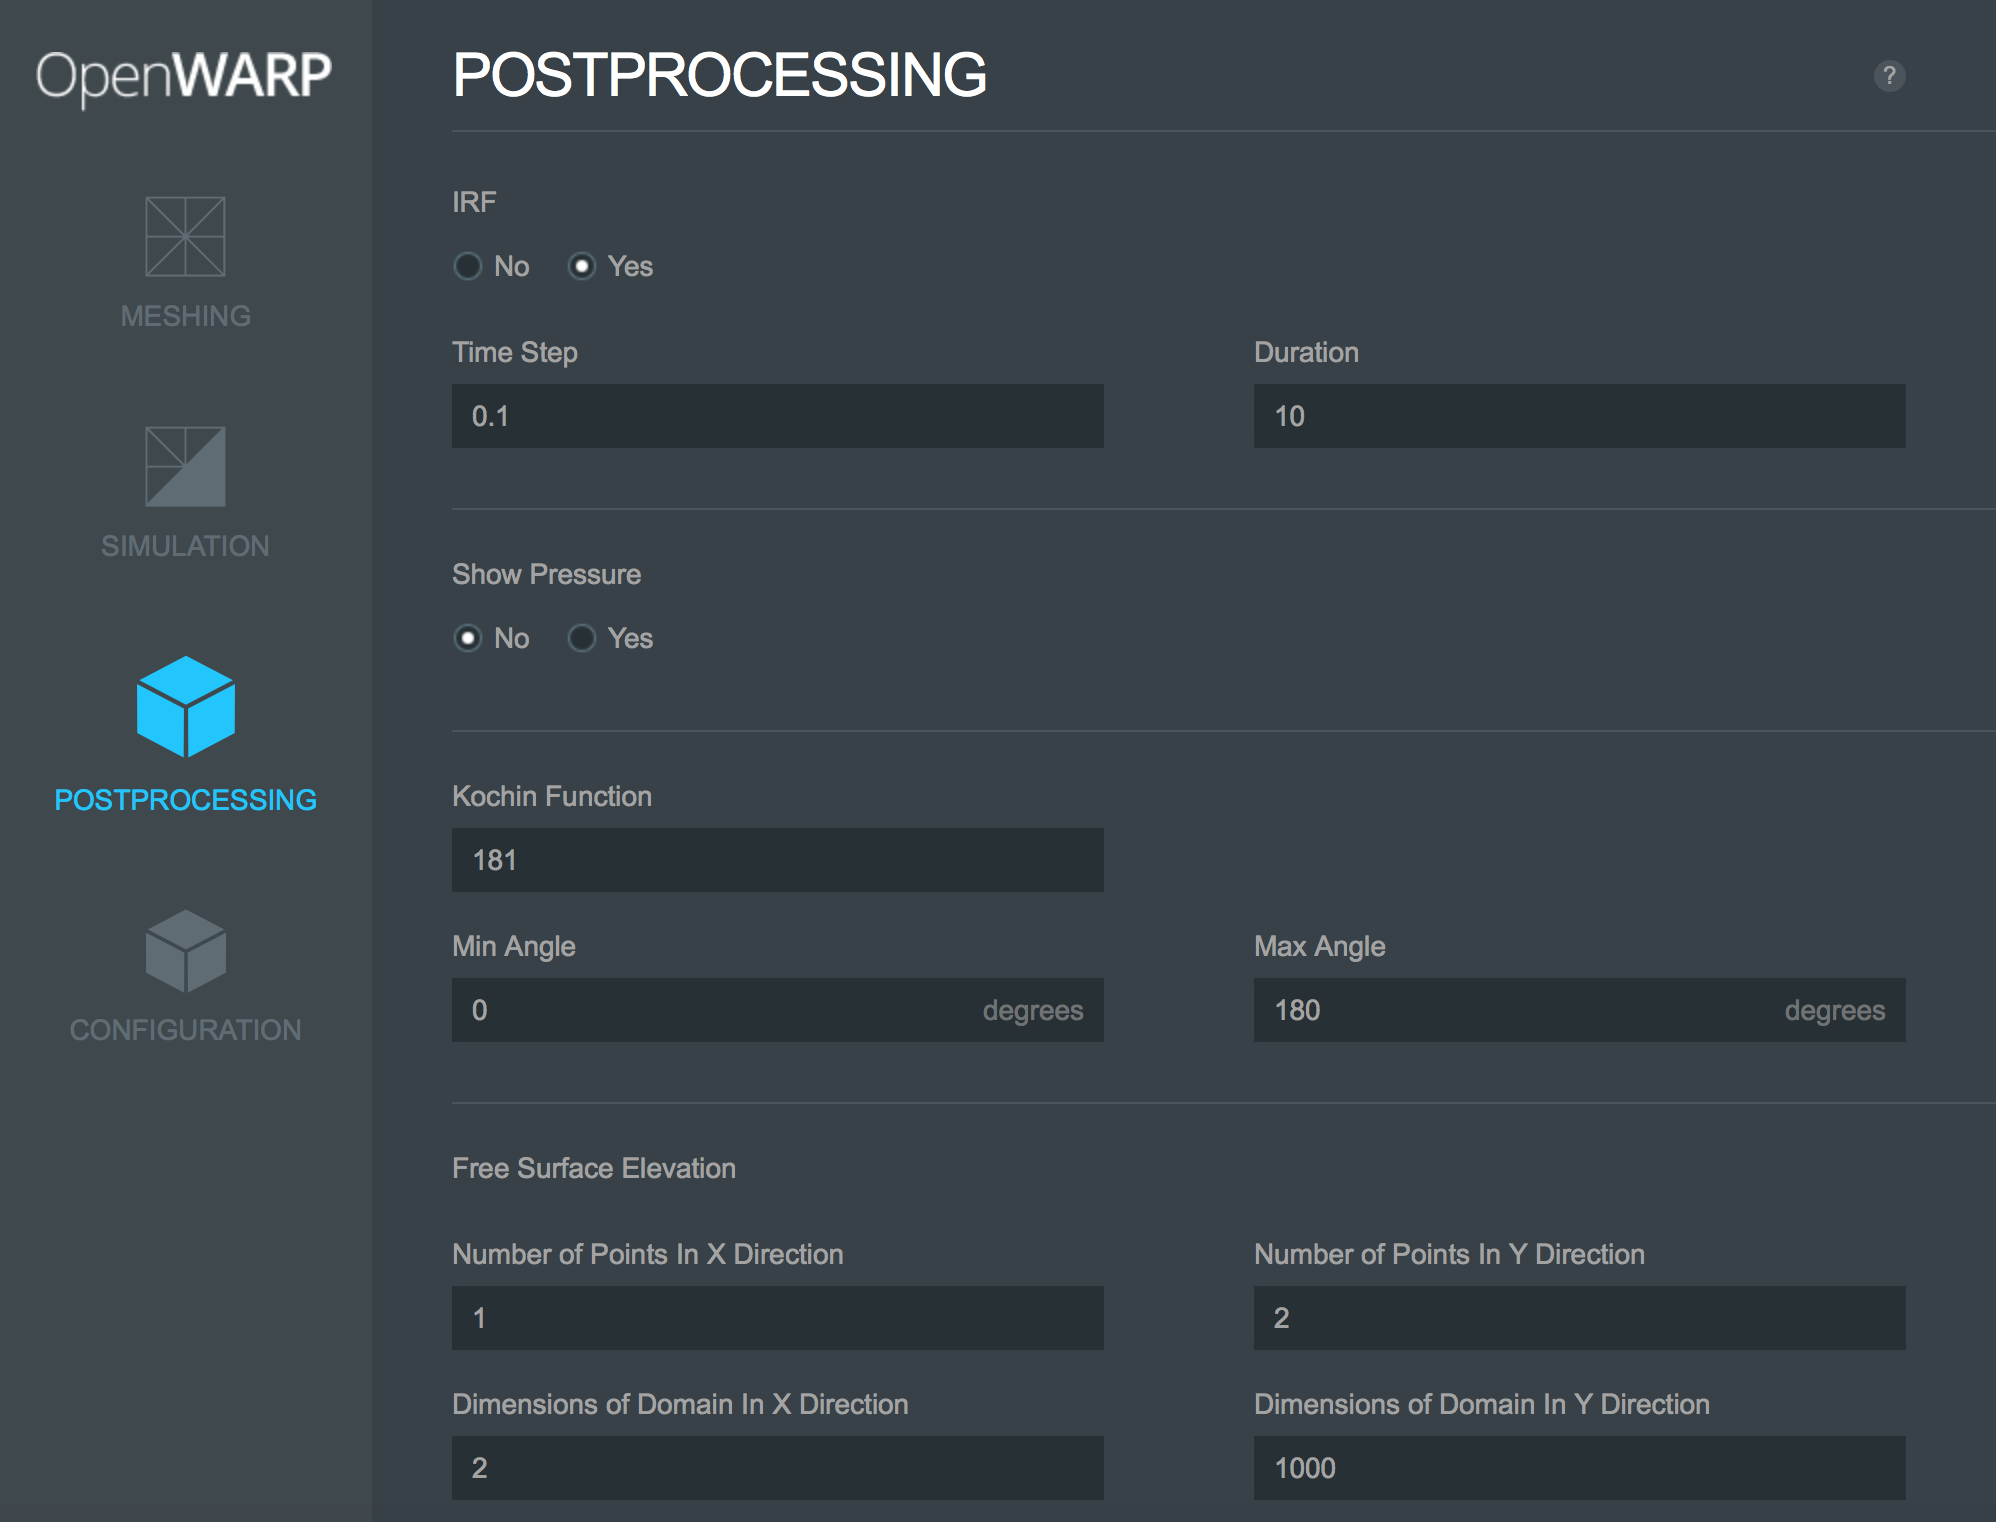 OpenWARP
MESHING
SIMULATION
POSTPROCESSING
CONFIGURATION
POSTPROCESSING
?
IRF
No Yes
Time Step Duration
0.1 10
Show Pressure
No Yes
Kochin Function
181
Min Angle Max Angle
0 degrees 180 degrees
Free Surface Elevation
Number of Points In X Direction Number of Points In Y Direction
1 2
Dimensions of Domain In X Direction Dimensions of Domain In Y Direction
2 1000